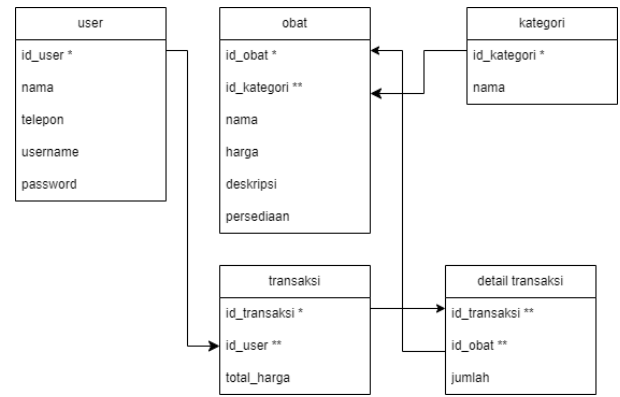 user
id_user *
nama
telepon
username
password
obat
id_obat *
id_kategori **
nama
harga
deskripsi
persediaan
kategori
id_kategori *
nama
transaksi
id_transaksi *
id_user **
total_harga
detail transaksi
id_transaksi **
id_obat **
jumlah